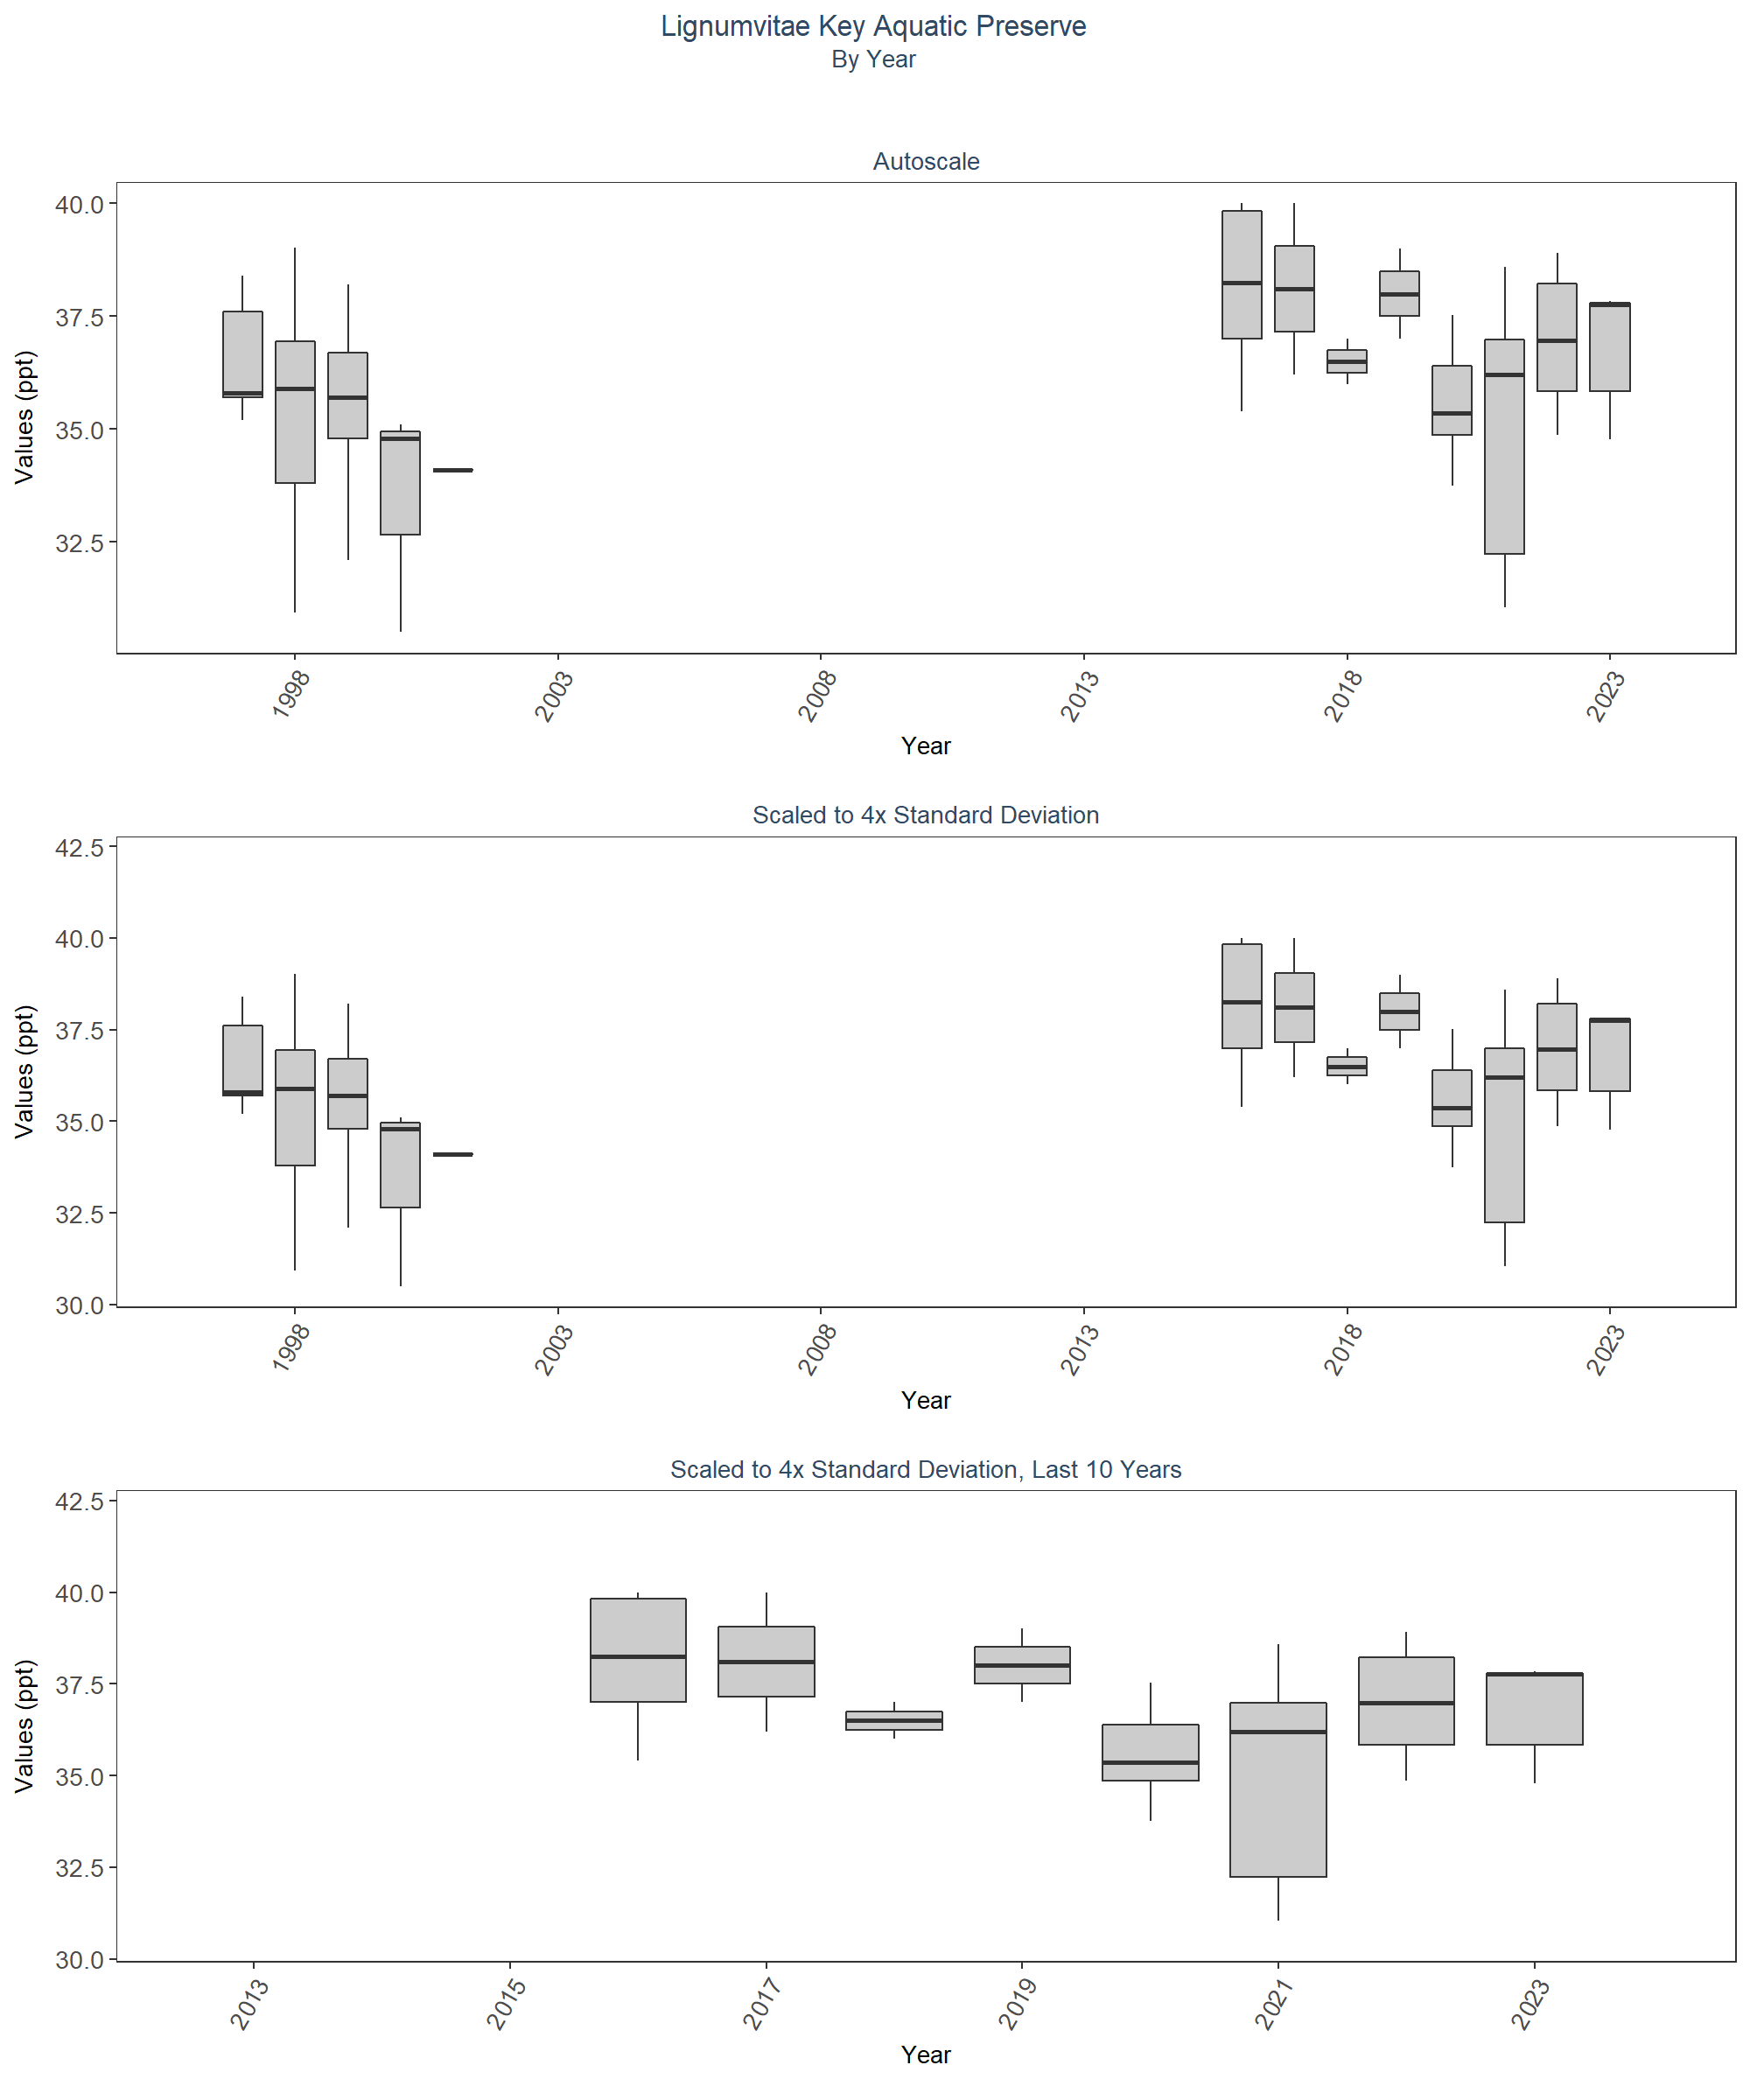 Lignumvitae Key Aquatic Preserve
By Year
Autoscale
Values (ppt)
40.0
37.5
35.0
32.5
1998 2003 2008 2013 2018 2023
Year
Scaled to 4x Standard Deviation
Values (ppt)
42.5
40.0
37.5
35.0
32.5
30.0
1998 2003 2008 2013 2018 2023
Year
Scaled to 4x Standard Deviation, Last 10 Years
Values (ppt)
42.5
40.0
37.5
35.0
32.5
30.0
2013 2015 2017 2019 2021 2023
Year